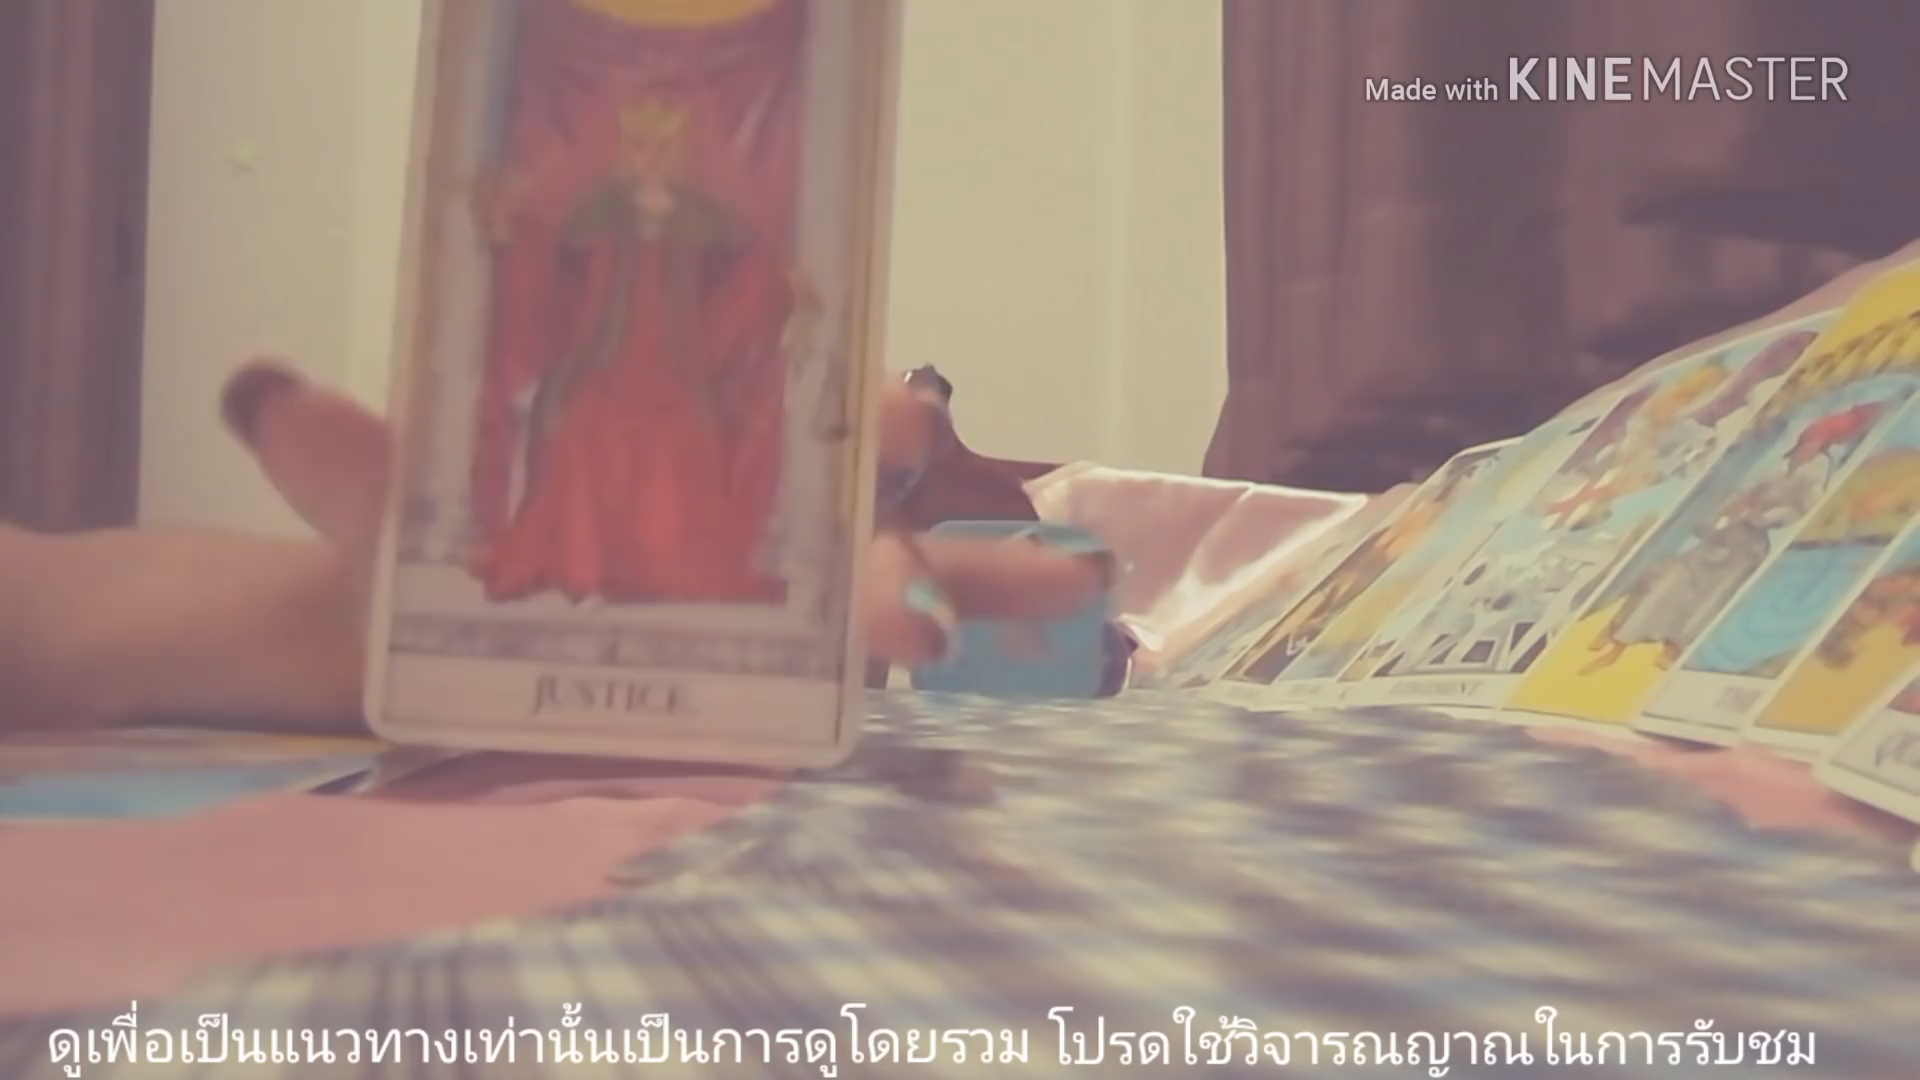 Made with KINEMASTER
JUSTICE
ดูเพื่อเป็นแนวทางเท่านั้นเป็นการดูโดยรวม โปรดใช้วิจารณญาณในการรับชม